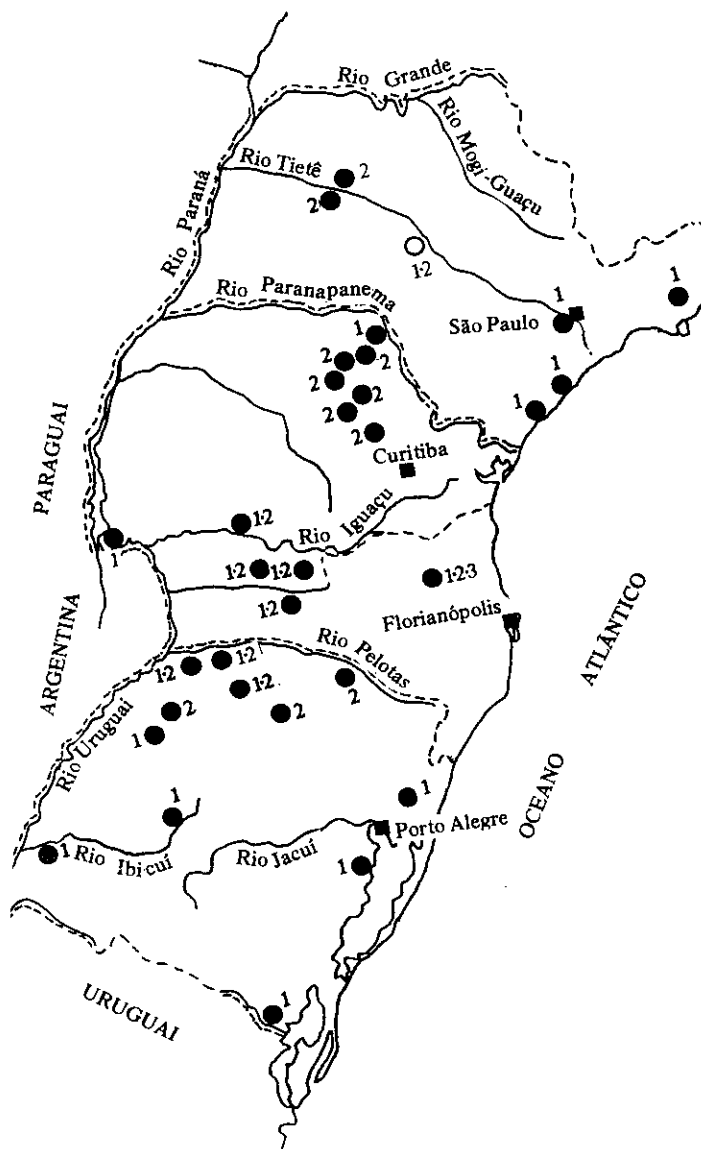 Rio Grande
Rio Mogi-Guaçu
Rio Tietê
2
2
Rio Paraná
1·2
Rio Paranapanema
1
1
São Paulo
1
2
2
2
2
2
2
1
1
Curitiba
PARAGUAI
1·2
Rio Iguaçu
1
1·2
1·2
1·2·3
1·2
Florianópolis
ATLÂNTICO
ARGENTINA
Rio Pelotas
1·2
1·2
1·2
2
2
2
1
Rio Uruguai
OCEANO
1
1
Porto Alegre
1
Rio Ibicuí
Rio Jacuí
1
URUGUAI
1